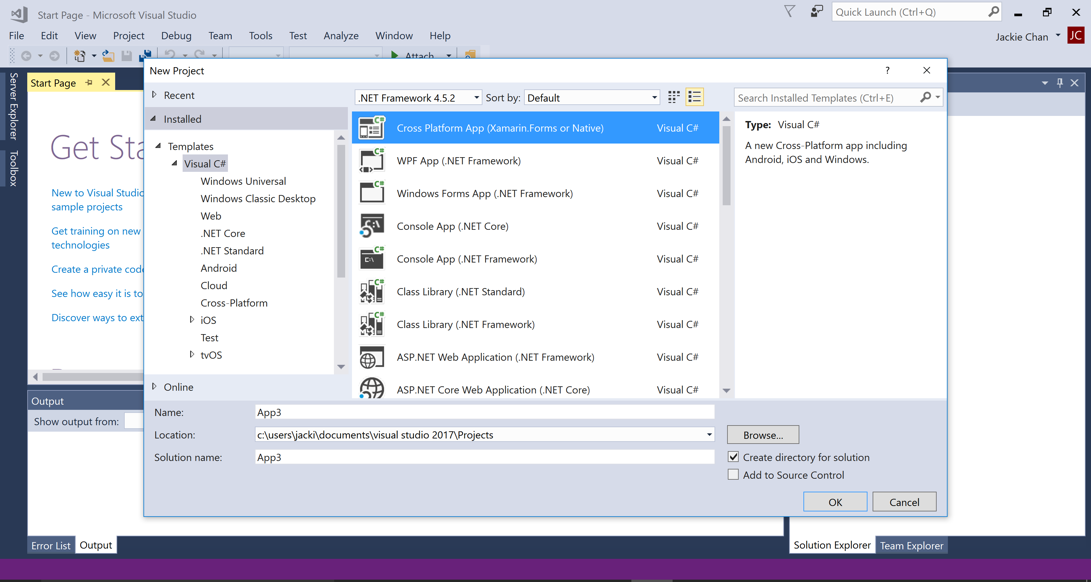 Start Page - Microsoft Visual Studio
Quick Launch (Ctrl+Q)
File Edit View Project Debug Team Tools Test Analyze Window Help
Jackie Chan JC
Attach
Server Explorer
Toolbox
Start Page
Get Sta
New to Visual Studio
sample projects
Get training on new
technologies
Create a private code
See how easy it is to
Discover ways to ext
New Project
? 
Recent
Installed
.NET Framework 4.5.2 Sort by: Default
Search Installed Templates (Ctrl+E)
Templates
Visual C#
Windows Universal
Windows Classic Desktop
Web
.NET Core
.NET Standard
Android
Cloud
Cross-Platform
iOS
Test
tvOS
Online
Cross Platform App (Xamarin.Forms or Native) Visual C#
WPF App (.NET Framework) Visual C#
Windows Forms App (.NET Framework) Visual C#
Console App (.NET Core) Visual C#
Console App (.NET Framework) Visual C#
Class Library (.NET Standard) Visual C#
Class Library (.NET Framework) Visual C#
ASP.NET Web Application (.NET Framework) Visual C#
ASP.NET Core Web Application (.NET Core) Visual C#
Type: Visual C#
A new Cross-Platform app including
Android, iOS and Windows.
Name: App3
Location: c:\users\jacki\documents\visual studio 2017\Projects Browse...
Solution name: App3
Create directory for solution
Add to Source Control
OK Cancel
Output
Show output from:
Error List Output
Solution Explorer Team Explorer